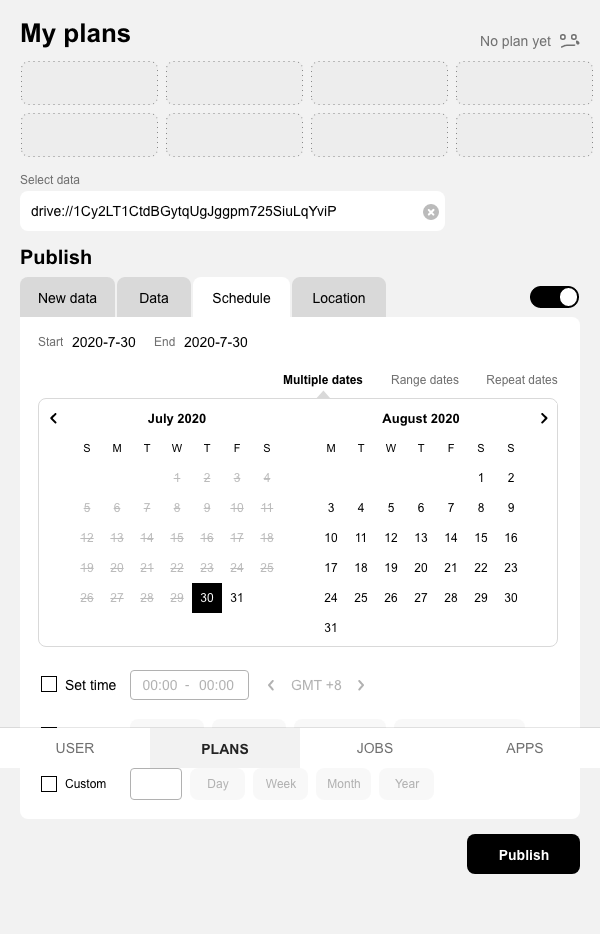 My plans
No plan yet
Select data
drive://1Cy2LT1CtdBGytqUgJggpm725SiuLqYviP
Publish
New data Data Schedule Location
Start 2020-7-30 End 2020-7-30
Multiple dates Range dates Repeat dates
July 2020 August 2020
S M T W T F S M T W T F S S
1 2 3 4 1 2
5 6 7 8 9 10 11 3 4 5 6 7 8 9
12 13 14 15 16 17 18 10 11 12 13 14 15 16
19 20 21 22 23 24 25 17 18 19 20 21 22 23
26 27 28 29 30 31 24 25 26 27 28 29 30
31
Set time 00:00 - 00:00 GMT +8
USER PLANS JOBS APPS
Custom Day Week Month Year
Publish